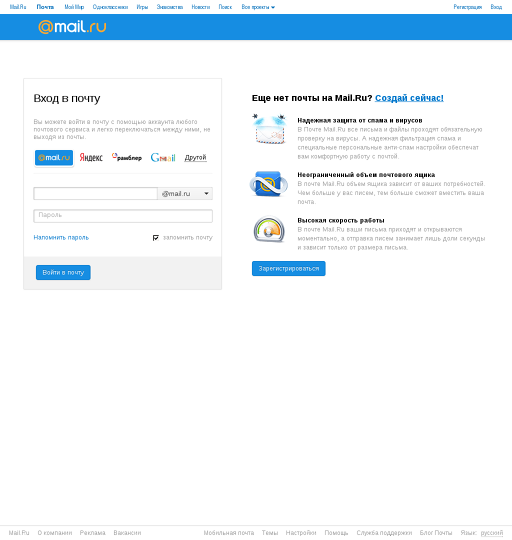 Mail.Ru Почта Мой Мир Одноклассники Игры Знакомства Новости Поиск Все проекты Регистрация Вход
@mail.ru
Вход в почту
Вы можете войти в почту с помощью аккаунта любого
почтового сервиса и легко переключаться между ними, не
выходя из почты.
@mail.ru Яндекс Рамблер Gmail Другой
@mail.ru
Пароль
Напомнить пароль запомнить почту
Войти в почту
Еще нет почты на Mail.Ru? Создай сейчас!
Надежная защита от спама и вирусов
В Почте Mail.Ru все письма и файлы проходят обязательную
проверку на вирусы. А надежная фильтрация спама и
специальные персональные анти-спам настройки обеспечат
вам комфортную работу с почтой.
Неограниченный объем почтового ящика
В почте Mail.Ru объем ящика зависит от ваших потребностей.
Чем больше у вас писем, тем больше сможет вместить ваша
почта.
Высокая скорость работы
В почте Mail.Ru ваши письма приходят и открываются
моментально, а отправка писем занимает лишь доли секунды
и зависит только от размера письма.
Зарегистрироваться
Mail.Ru О компании Реклама Вакансии Мобильная почта Темы Настройки Помощь Служба поддержки Блог Почты Язык: русский